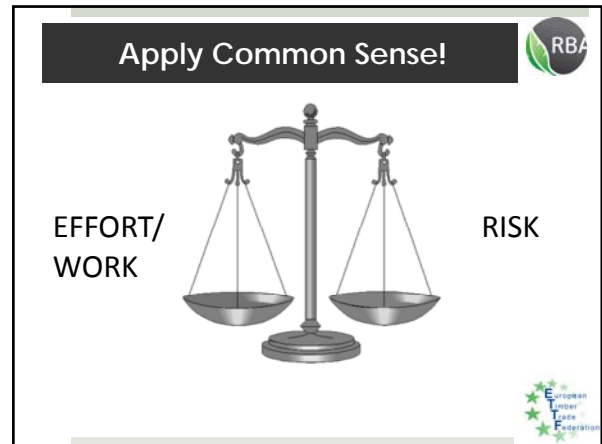 Apply Common Sense!
RBA
EFFORT/
WORK
RISK
European
Timber
Trade
Federation